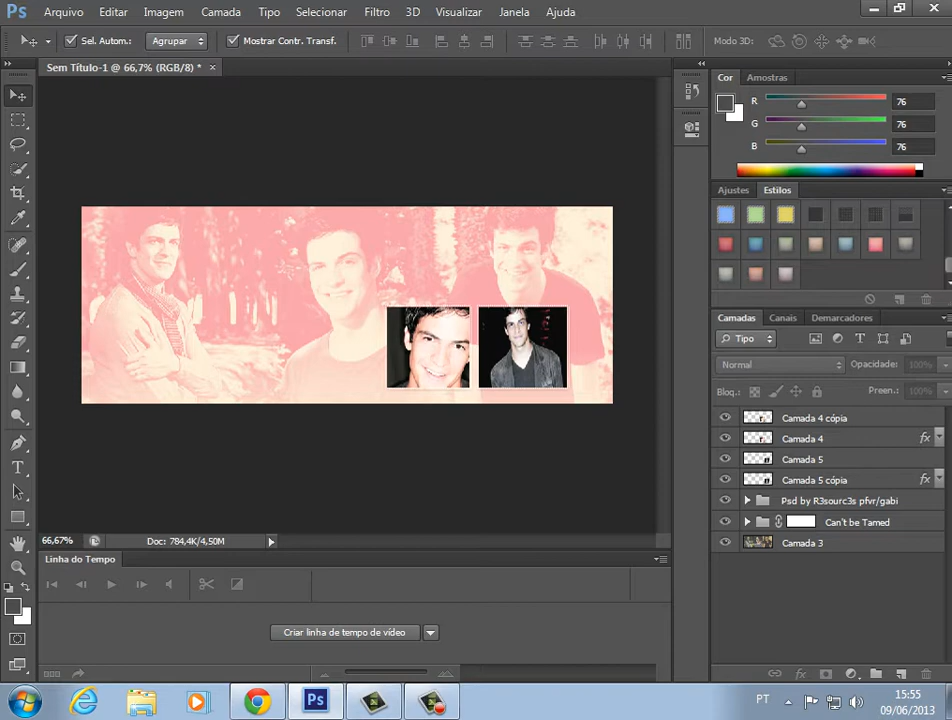 Ps Arquivo Editar Imagem Camada Tipo Selecionar Filtro 3D Visualizar Janela Ajuda
Sel. Autom.: Agrupar Mostrar Contr. Transf. Modo 3D:
Sem Título-1 @ 66,7% (RGB/8) * ×
Cor Amostras
R 76
G 76
B 76
Ajustes Estilos
Camadas Canais Demarcadores
Tipo
Normal Opacidade: 100%
Bloq.: Preen.: 100%
Camada 4 cópia
Camada 4 fx
Camada 5
Camada 5 cópia fx
Psd by R3sourc3s pfvr/gabi
Can't be Tamed
Camada 3
66,67% Doc: 784,4K/4,50M
Linha do Tempo
Criar linha de tempo de vídeo
fx
Ps
PT
15:55
09/06/2013